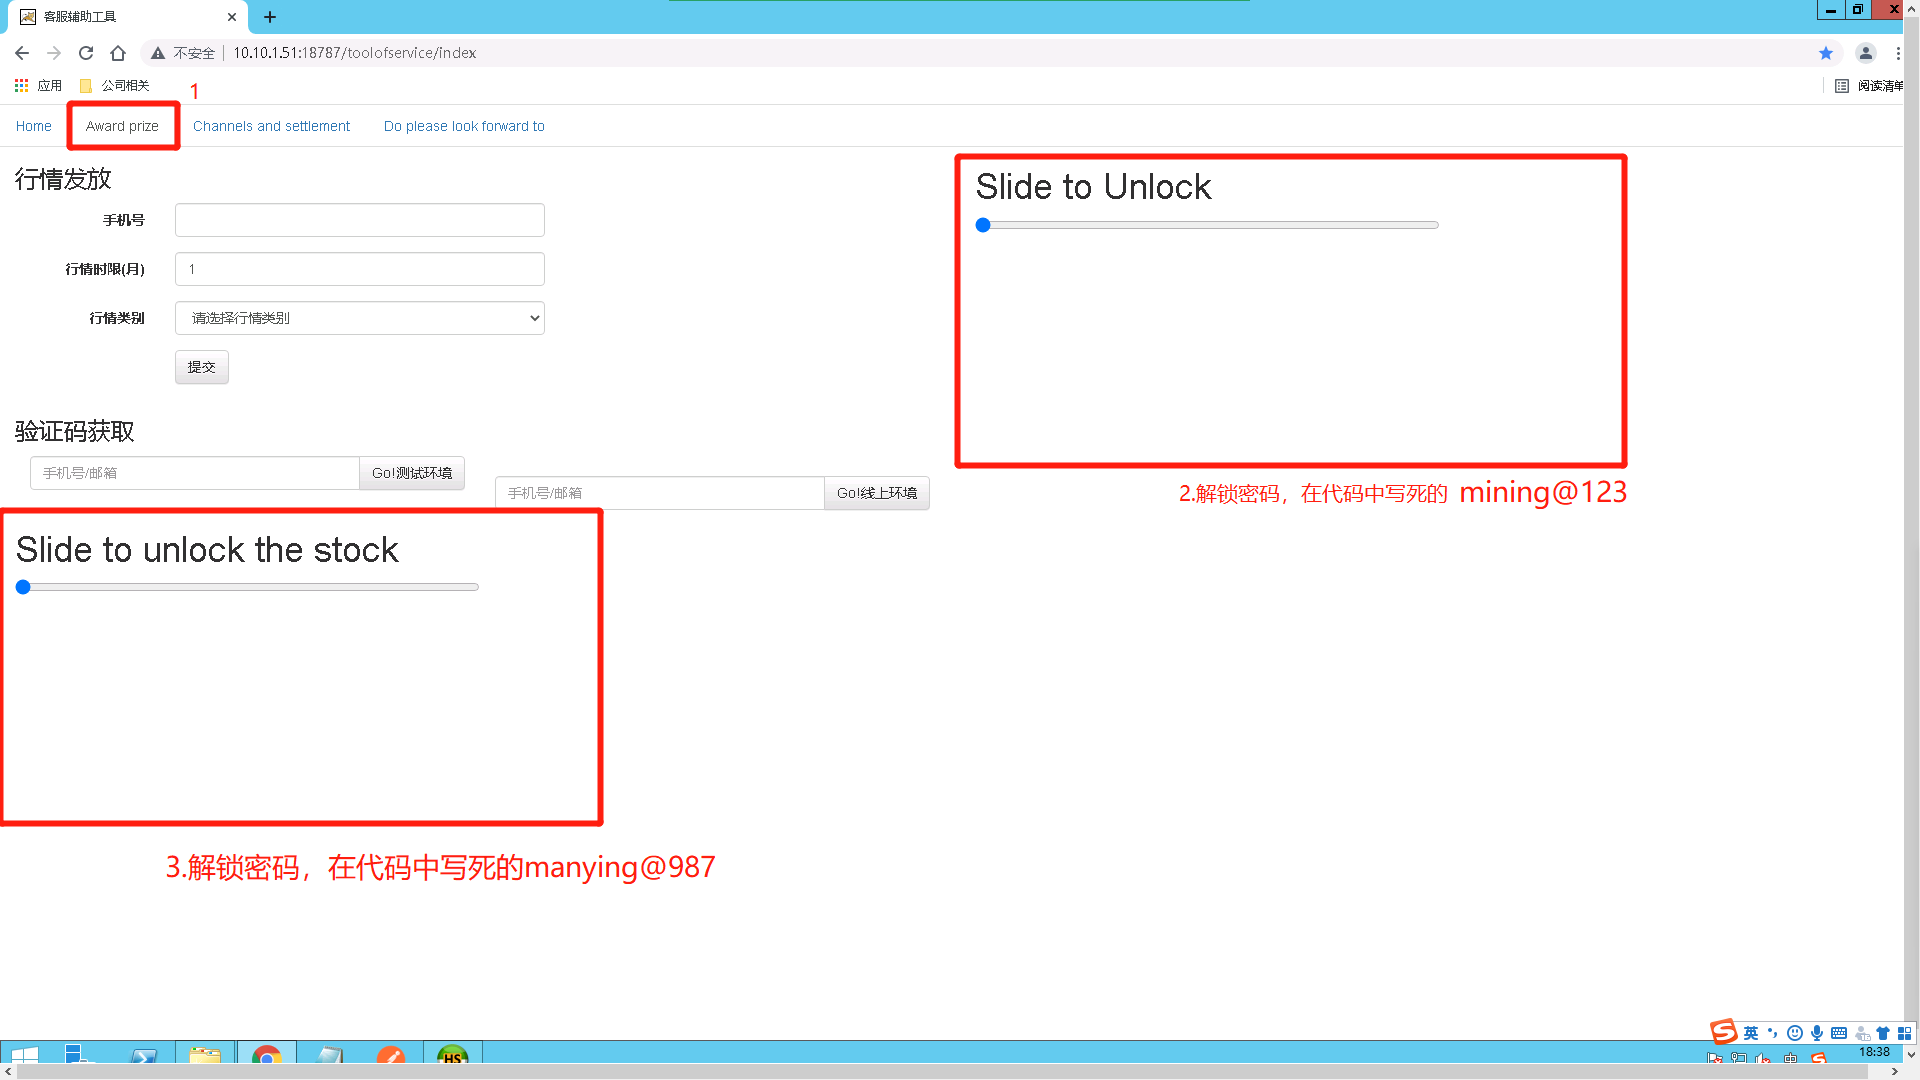 客服辅助工具
不安全 10.10.1.51:18787/toolofservice/index
应用 公司相关 阅读清单
1
Home Award prize Channels and settlement Do please look forward to
行情发放
手机号
行情时限(月) 1
行情类别 请选择行情类别
提交
验证码获取
手机号/邮箱 Go!测试环境
手机号/邮箱 Go!线上环境
Slide to Unlock
2.解锁密码，在代码中写死的 mining@123
Slide to unlock the stock
3.解锁密码，在代码中写死的manying@987
英
HS
中
18:38